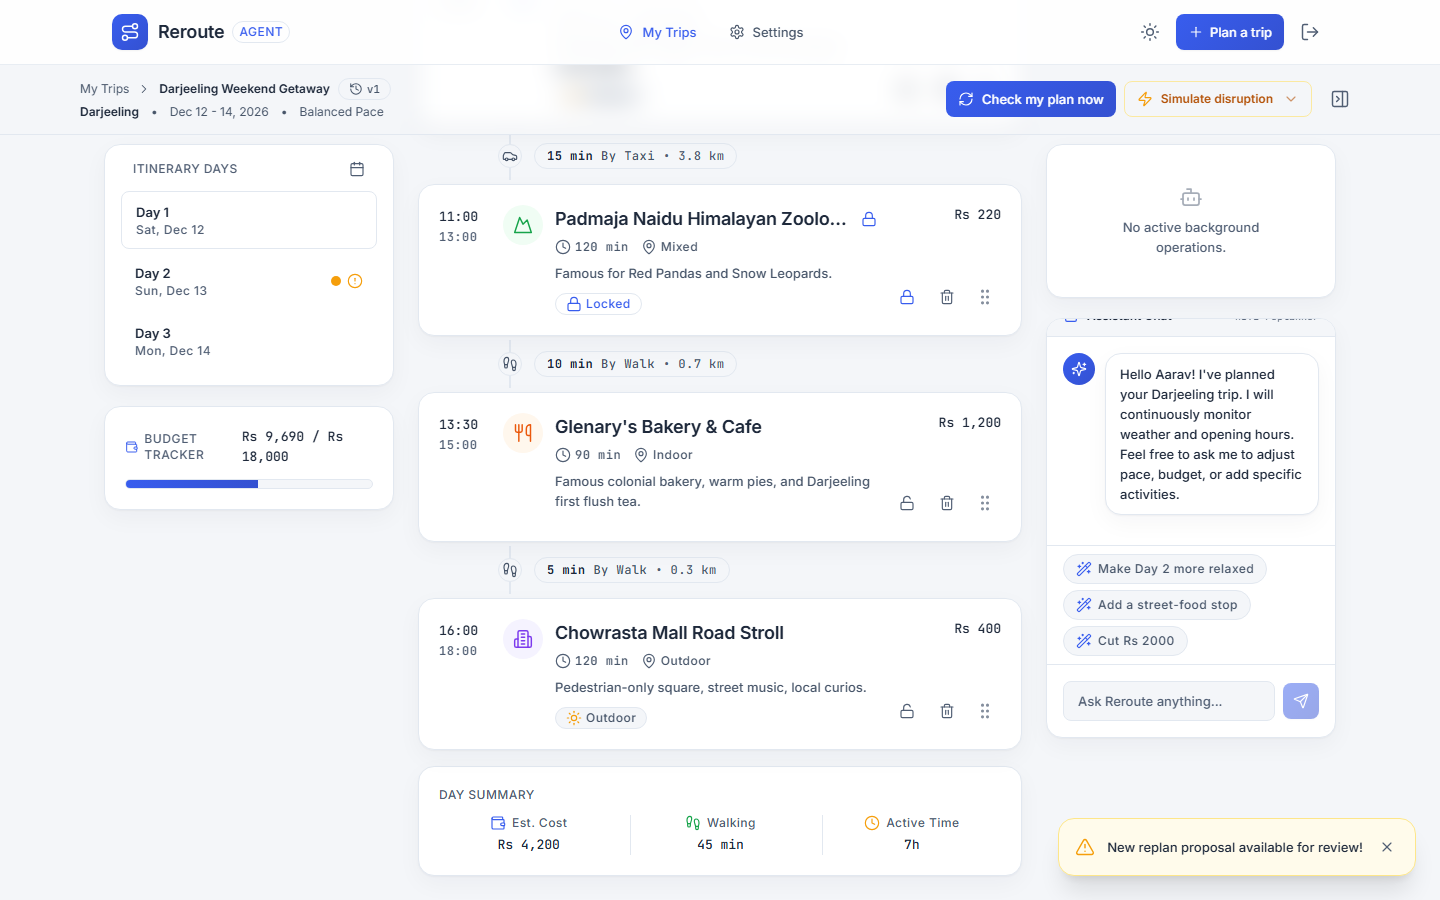 Reroute AGENT
My Trips
Settings
Plan a trip
My Trips > Darjeeling Weekend Getaway v1
Darjeeling • Dec 12 - 14, 2026 • Balanced Pace
Check my plan now
Simulate disruption
ITINERARY DAYS
Day 1
Sat, Dec 12
Day 2
Sun, Dec 13
Day 3
Mon, Dec 14
BUDGET TRACKER
Rs 9,690 / Rs 18,000
15 min By Taxi • 3.8 km
11:00
13:00
Padmaja Naidu Himalayan Zoolo...
Rs 220
120 min Mixed
Famous for Red Pandas and Snow Leopards.
Locked
10 min By Walk • 0.7 km
13:30
15:00
Glenary's Bakery & Cafe
Rs 1,200
90 min Indoor
Famous colonial bakery, warm pies, and Darjeeling
first flush tea.
5 min By Walk • 0.3 km
16:00
18:00
Chowrasta Mall Road Stroll
Rs 400
120 min Outdoor
Pedestrian-only square, street music, local curios.
Outdoor
DAY SUMMARY
Est. Cost
Rs 4,200
Walking
45 min
Active Time
7h
No active background
operations.
Assistant Chat
Hello Aarav! I've planned
your Darjeeling trip. I will
continuously monitor
weather and opening hours.
Feel free to ask me to adjust
pace, budget, or add specific
activities.
Make Day 2 more relaxed
Add a street-food stop
Cut Rs 2000
Ask Reroute anything...
New replan proposal available for review!